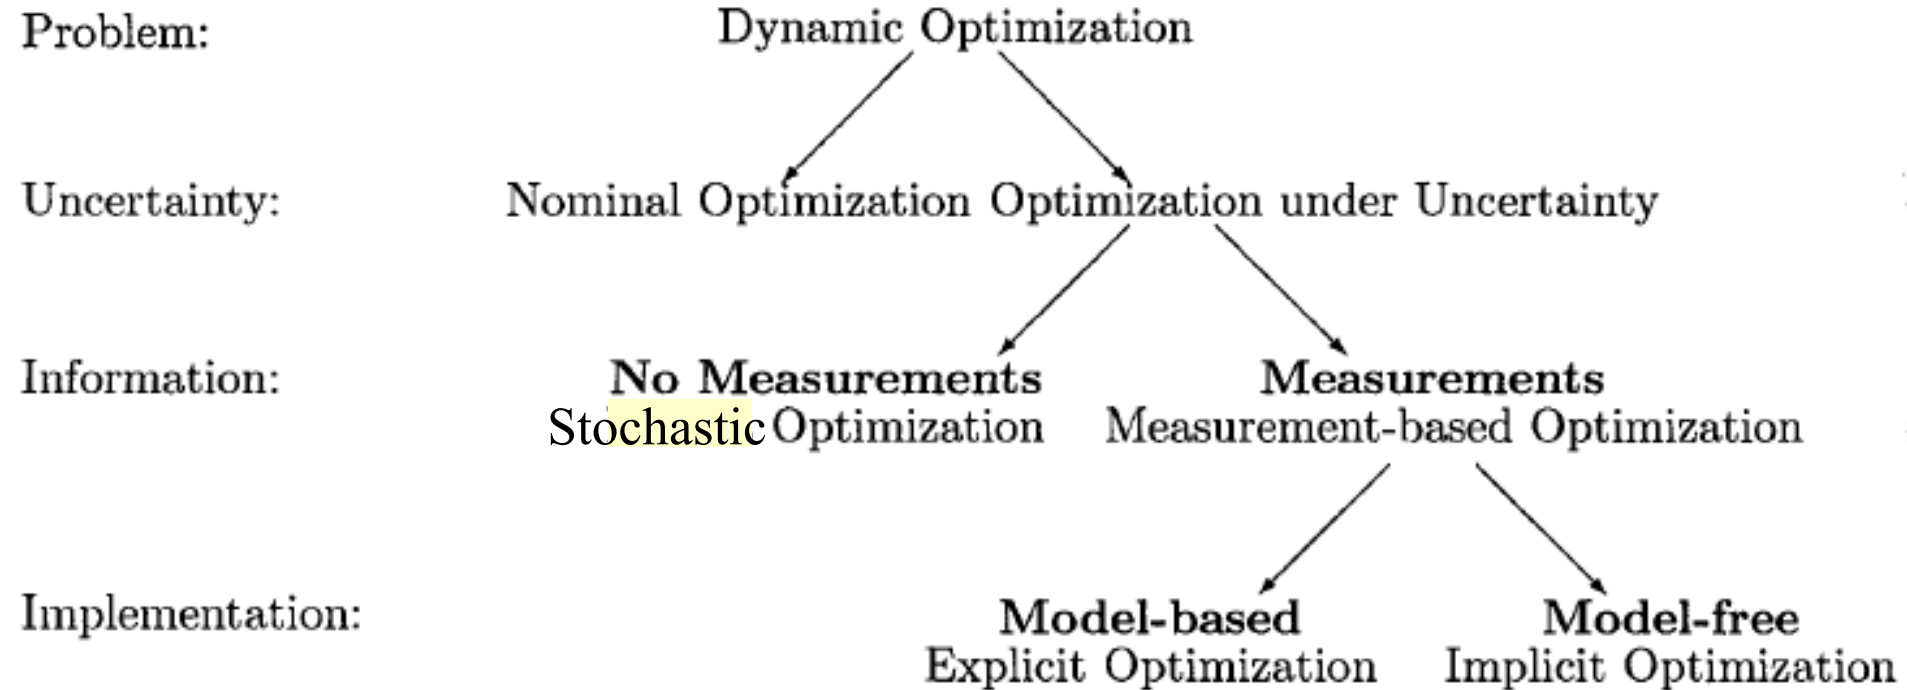 Problem: Dynamic Optimization
Uncertainty: Nominal Optimization Optimization under Uncertainty
Information: No Measurements Measurements
Stochastic Optimization Measurement-based Optimization
Implementation: Model-based Model-free
Explicit Optimization Implicit Optimization